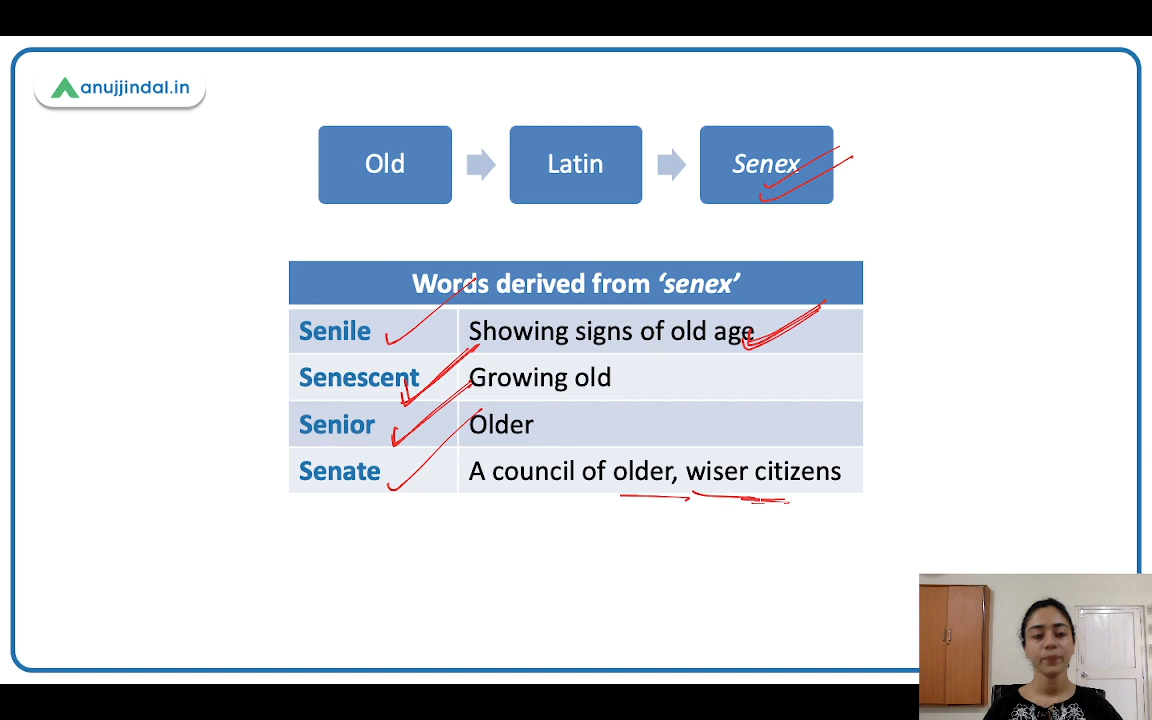 anujjindal.in
Old Latin Senex
Words derived from ‘senex’
Senile Showing signs of old age
Senescent Growing old
Senior Older
Senate A council of older, wiser citizens